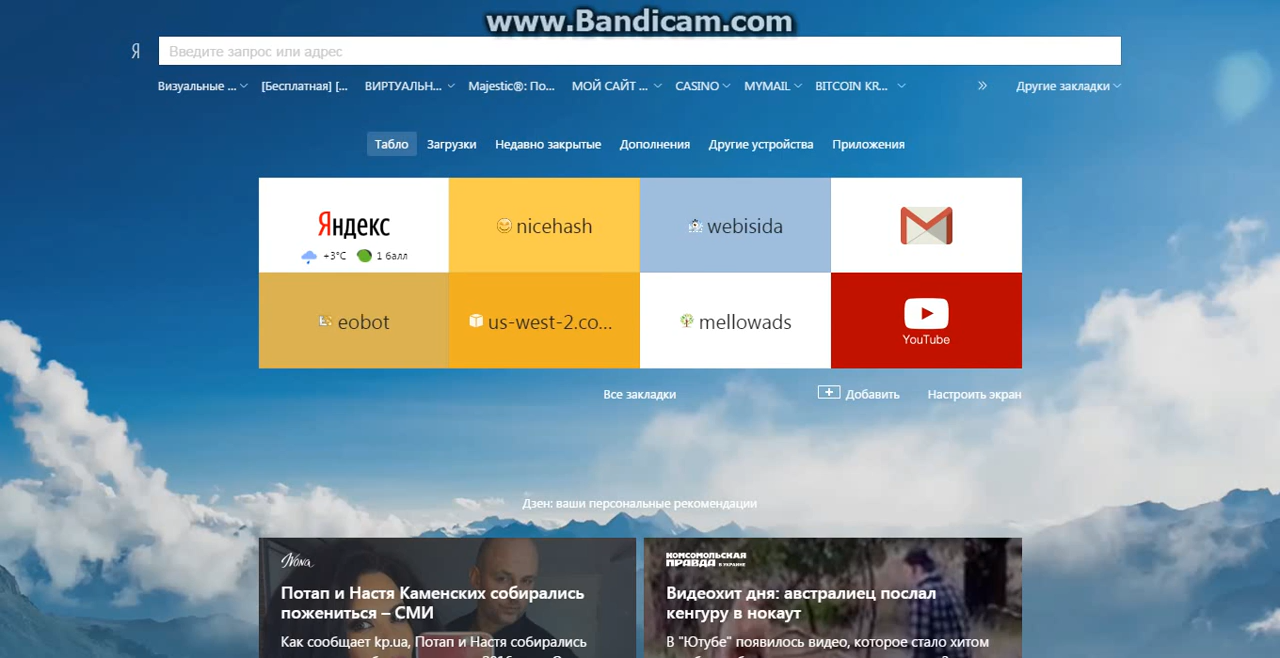 www.Bandicam.com
Я Введите запрос или адрес
Визуальные ... [Бесплатная] [... ВИРТУАЛЬН... Majestic®: По... МОЙ САЙТ ... CASINO MYMAIL BITCOIN KR... » Другие закладки
Табло Загрузки Недавно закрытые Дополнения Другие устройства Приложения
Яндекс nicehash webisida
+3°C 1 балл
eobot us-west-2.co... mellowads YouTube
Все закладки Добавить Настроить экран
Дзен: ваши персональные рекомендации
Nona
Потап и Настя Каменских собирались
пожениться – СМИ
Как сообщает kp.ua, Потап и Настя собирались
КОМСОМОЛЬСКАЯ
ПРАВДА В УКРАИНЕ
Видеохит дня: австралиец послал
кенгуру в нокаут
В "Ютубе" появилось видео, которое стало хитом